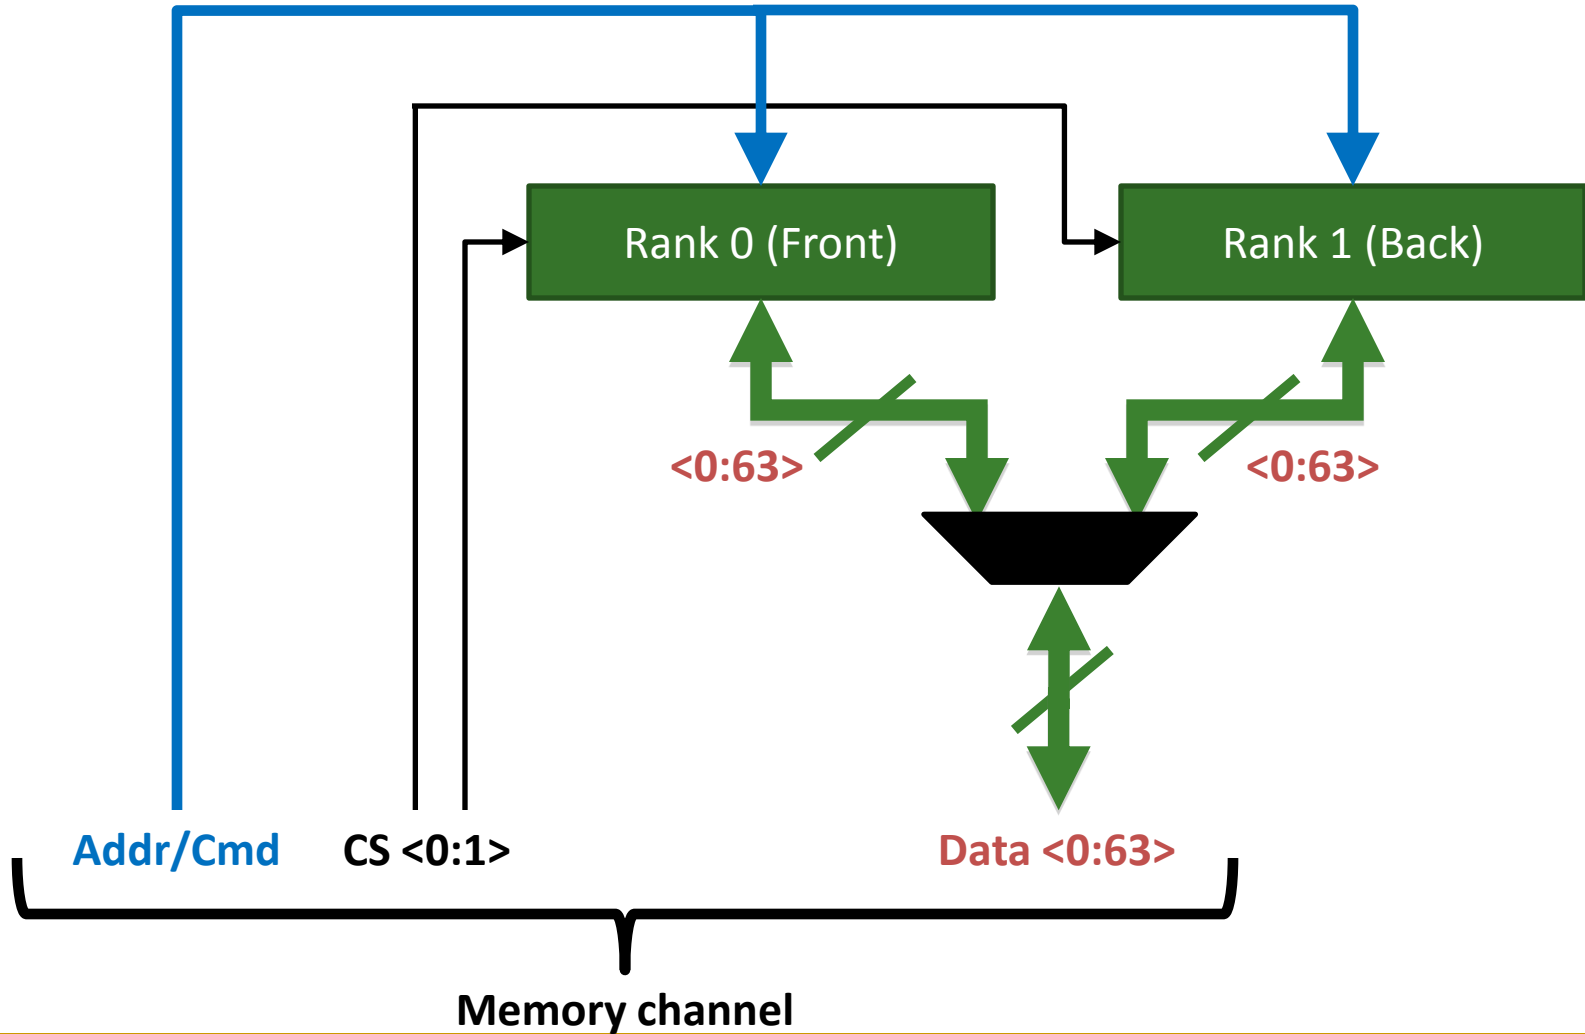 Rank 0 (Front)
Rank 1 (Back)
<0:63>
<0:63>
Addr/Cmd
CS <0:1>
Data <0:63>
Memory channel